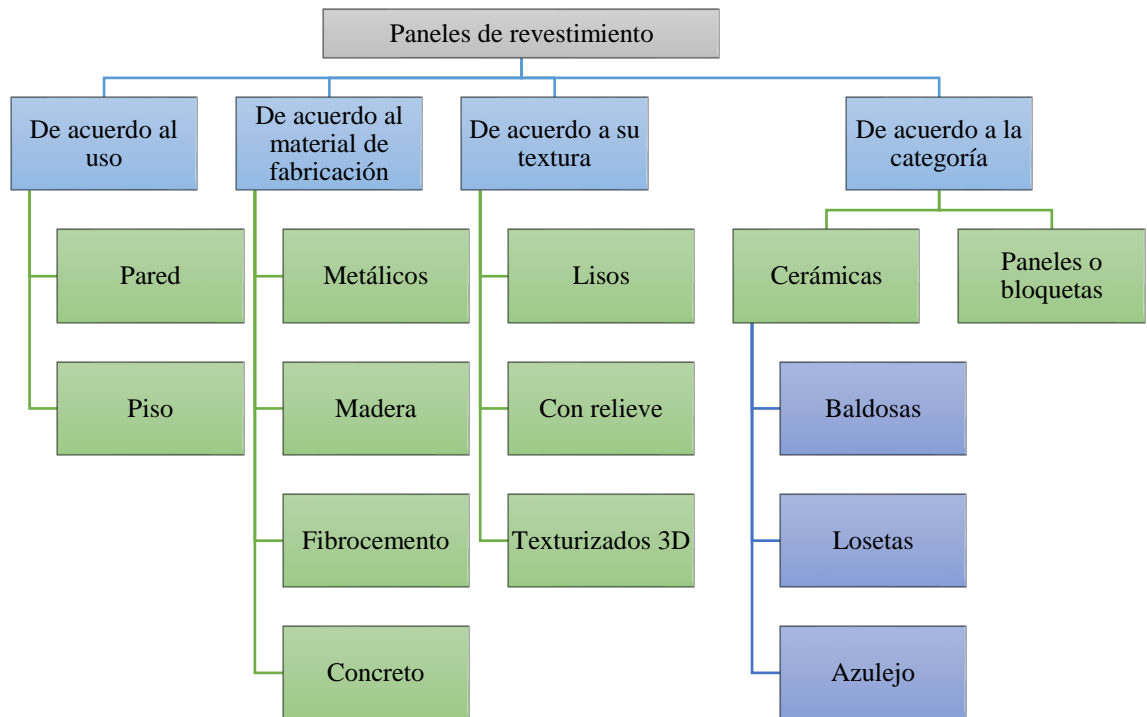 Paneles de revestimiento
De acuerdo al
uso
De acuerdo al
material de
fabricación
De acuerdo a su
textura
De acuerdo a la
categoría
Pared
Metálicos
Lisos
Cerámicas
Paneles o
bloquetas
Piso
Madera
Con relieve
Baldosas
Fibrocemento
Texturizados 3D
Losetas
Concreto
Azulejo